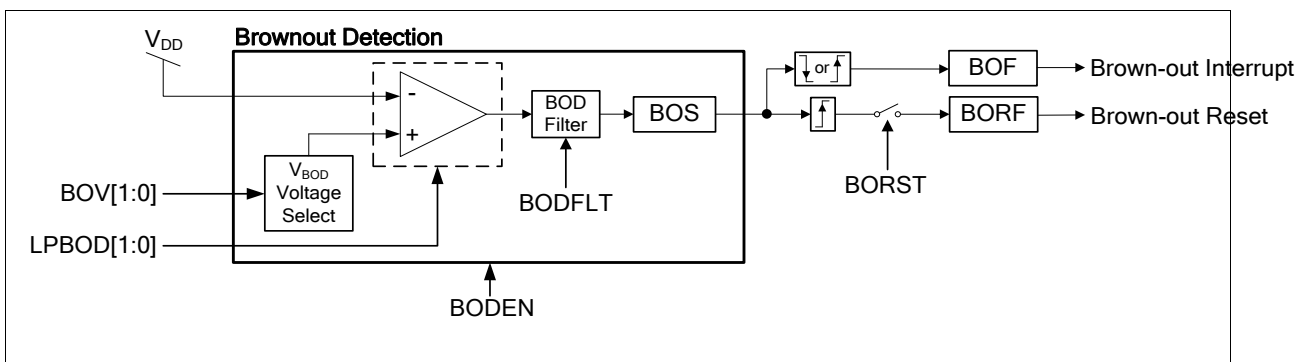 Brownout Detection
VDD
-
+
VBOD
Voltage
Select
BOD
Filter
BOS
or
BOF
Brown-out Interrupt
BORF
Brown-out Reset
BORST
BODFLT
BOV[1:0]
LPBOD[1:0]
BODEN